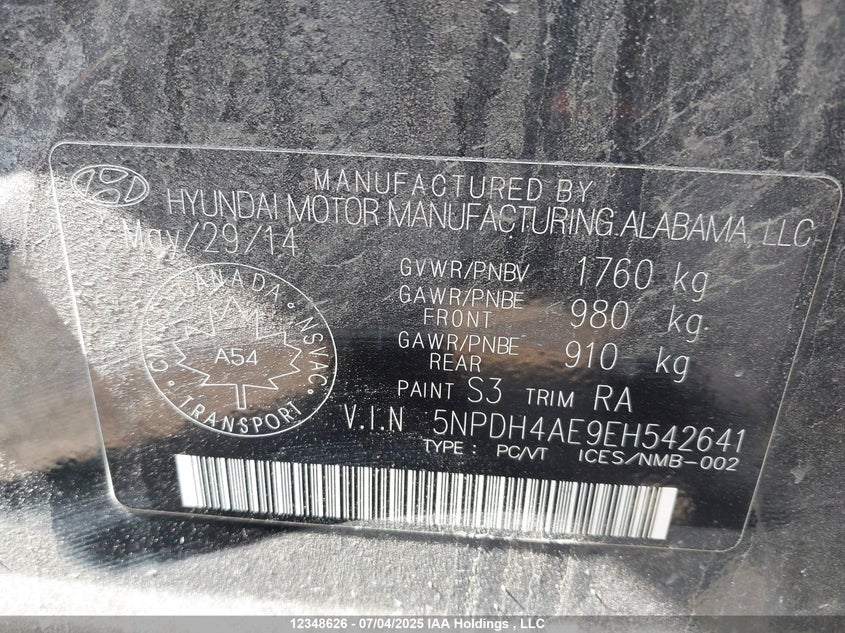 MANUFACTURED BY
HYUNDAI MOTOR MANUFACTURING.ALABAMA, LLC
May/29/14
GVWR/PNBV 1760 kg
GAWR/PNBE FRONT 980 kg
GAWR/PNBE REAR 910 kg
PAINT S3 TRIM RA
V.I.N 5NPDH4AE9EH542641
TYPE : PC/VT ICES/NMB-002
CANADA • NSVAC • TRANSPORT • CMVSS
A54
12348626 - 07/04/2025 IAA Holdings , LLC